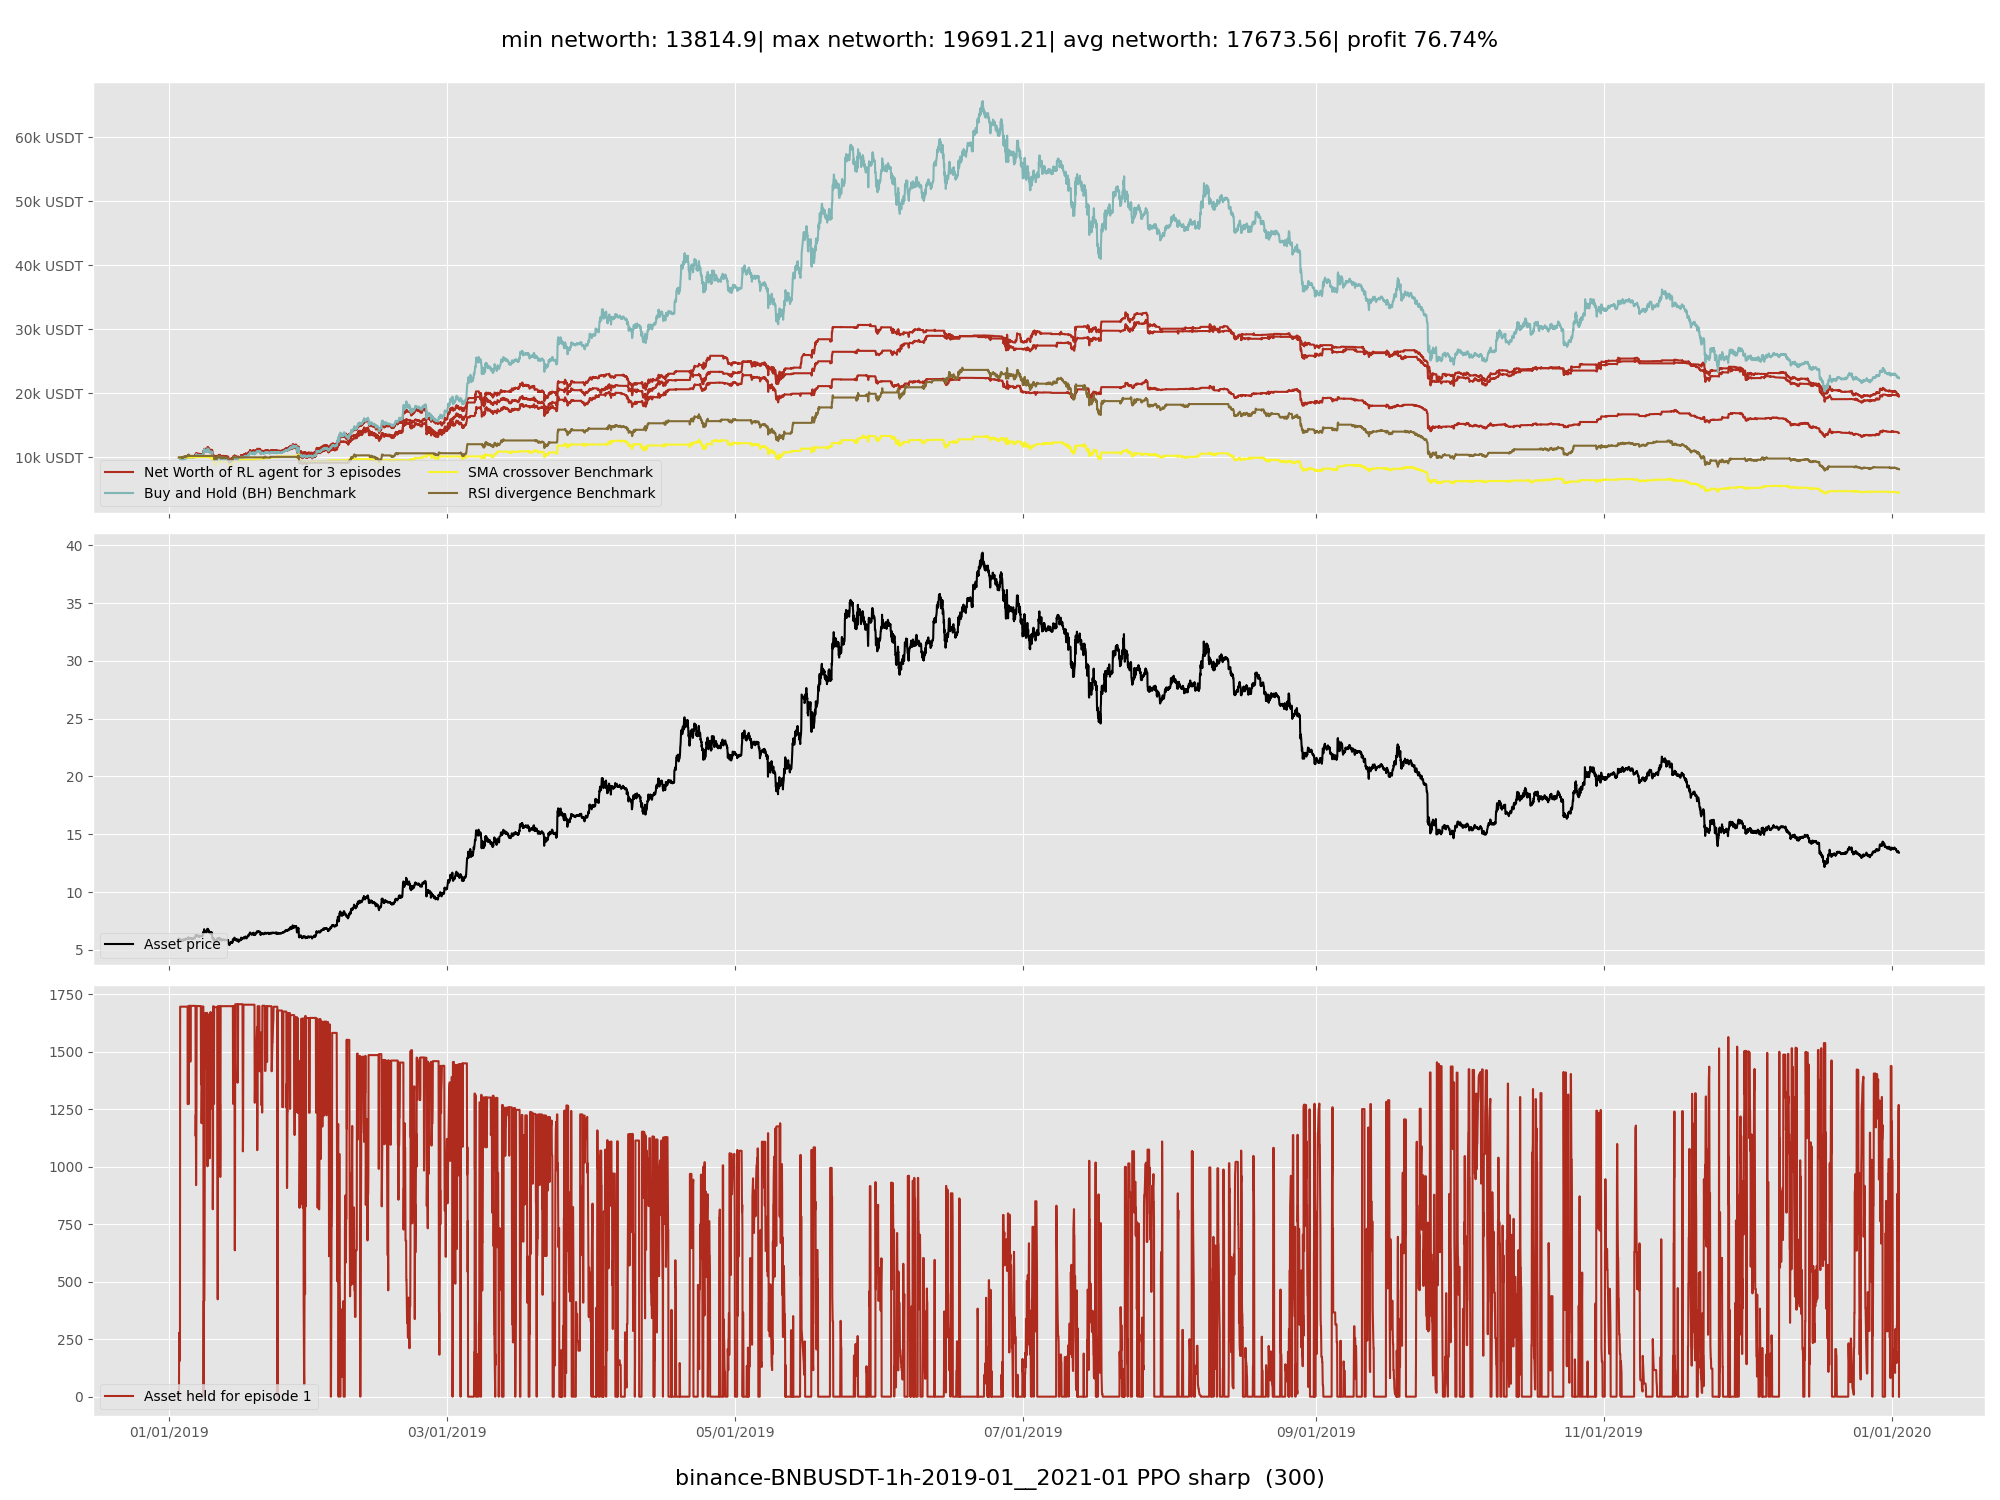 min networth: 13814.9| max networth: 19691.21| avg networth: 17673.56| profit 76.74%
60k USDT
50k USDT
40k USDT
30k USDT
20k USDT
10k USDT
Net Worth of RL agent for 3 episodes
Buy and Hold (BH) Benchmark
SMA crossover Benchmark
RSI divergence Benchmark
40
35
30
25
20
15
10
5
Asset price
1750
1500
1250
1000
750
500
250
0
Asset held for episode 1
01/01/2019 03/01/2019 05/01/2019 07/01/2019 09/01/2019 11/01/2019 01/01/2020
binance-BNBUSDT-1h-2019-01__2021-01 PPO sharp  (300)